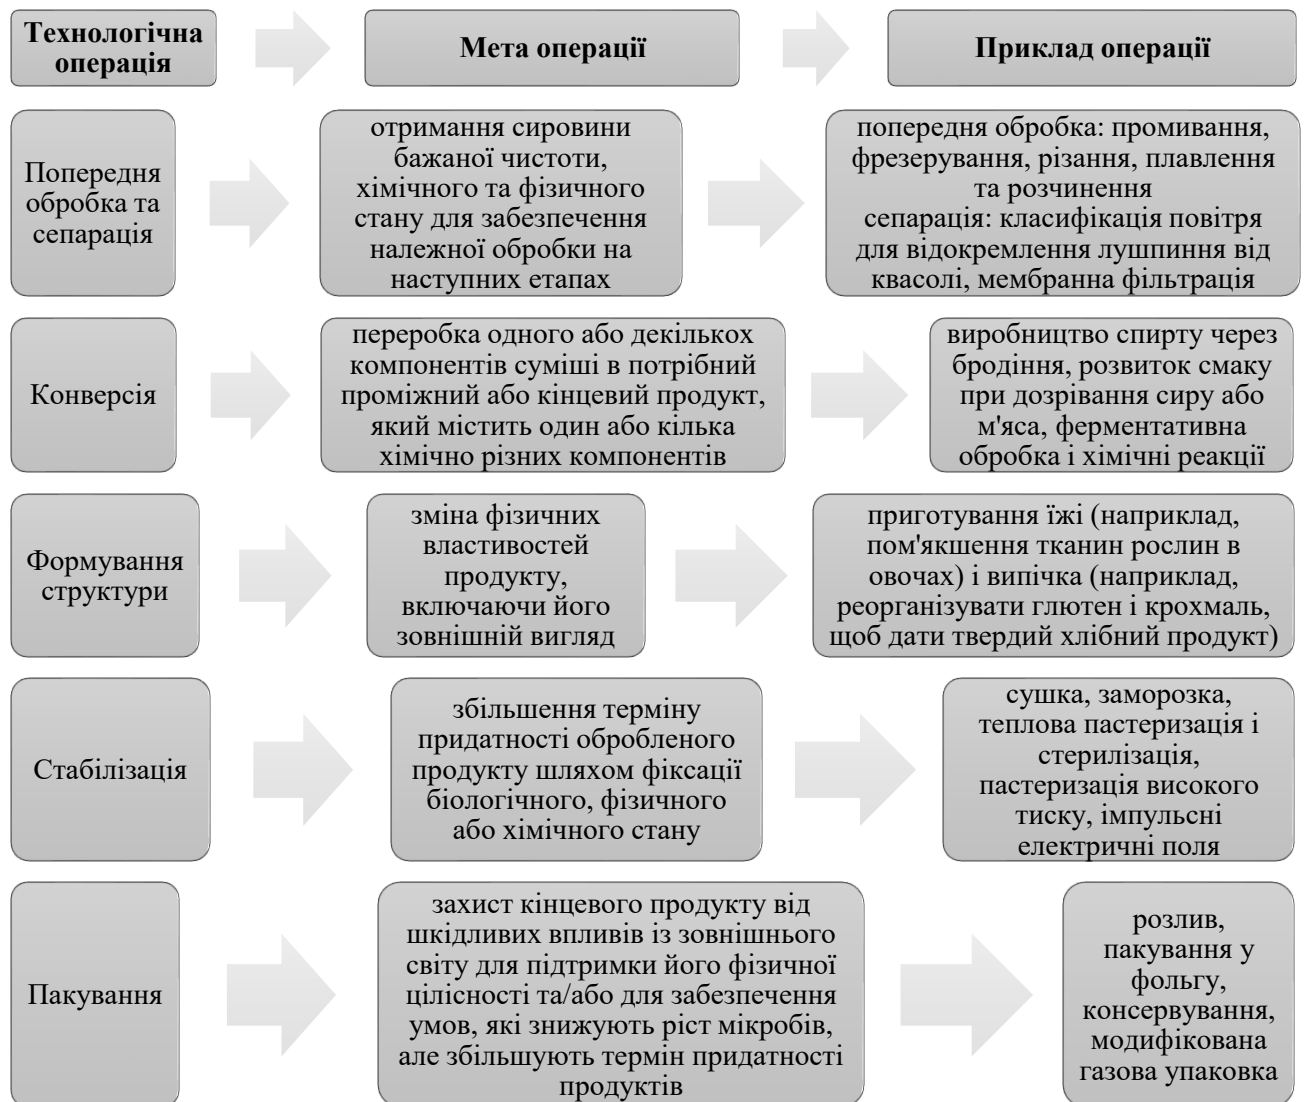 Технологічна
операція
Мета операції
Приклад операції
Попередня
обробка та
сепарація
отримання сировини
бажаної чистоти,
хімічного та фізичного
стану для забезпечення
належної обробки на
наступних етапах
попередня обробка: промивання,
фрезерування, різання, плавлення
та розчинення
сепарація: класифікація повітря
для відокремлення лушпиння від
квасолі, мембранна фільтрація
Конверсія
переробка одного або декількох
компонентів суміші в потрібний
проміжний або кінцевий продукт,
який містить один або кілька
хімічно різних компонентів
виробництво спирту через
бродіння, розвиток смаку
при дозрівання сиру або
м'яса, ферментативна
обробка і хімічні реакції
Формування
структури
зміна фізичних
властивостей
продукту,
включаючи його
зовнішній вигляд
приготування їжі (наприклад,
пом'якшення тканин рослин в
овочах) і випічка (наприклад,
реорганізувати глютен і крохмаль,
щоб дати твердий хлібний продукт)
Стабілізація
збільшення терміну
придатності обробленого
продукту шляхом фіксації
біологічного, фізичного
або хімічного стану
сушка, заморозка,
теплова пастеризація і
стерилізація,
пастеризація високого
тиску, імпульсні
електричні поля
Пакування
захист кінцевого продукту від
шкідливих впливів із зовнішнього
світу для підтримки його фізичної
цілісності та/або для забезпечення
умов, які знижують ріст мікробів,
але збільшують термін придатності
продуктів
розлив,
пакування у
фольгу,
консервування,
модифікована
газова упаковка